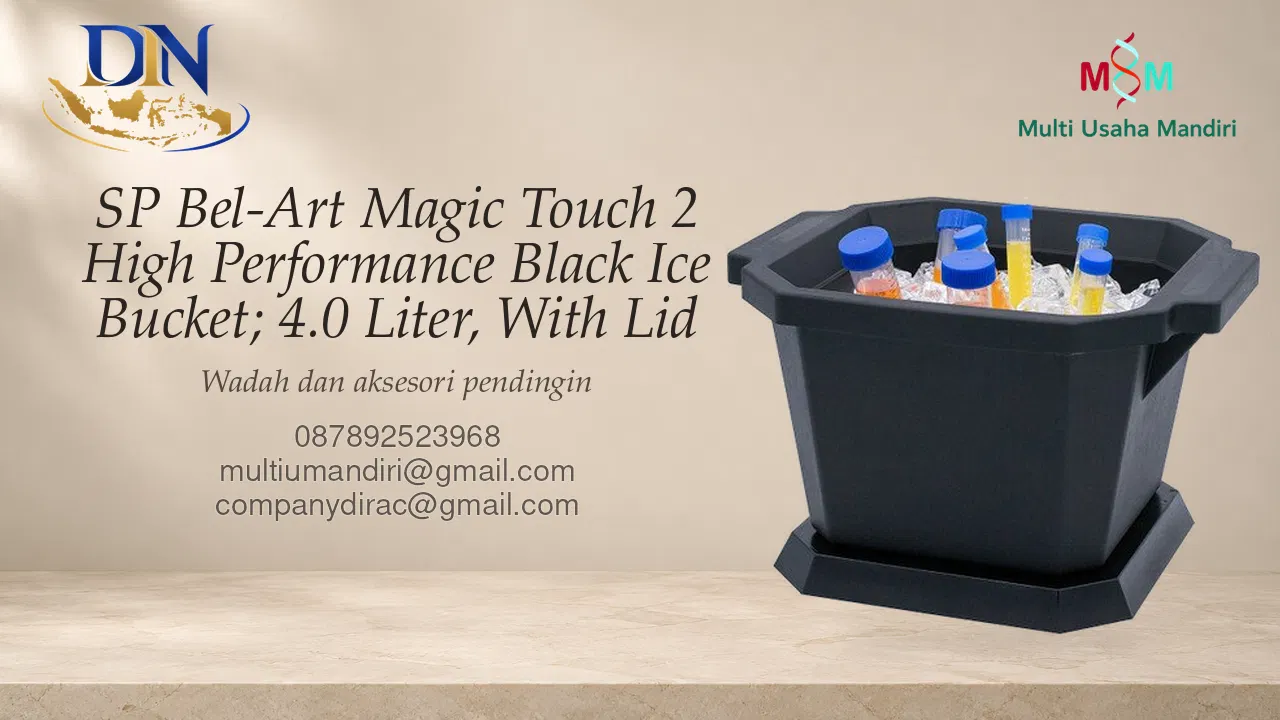 DN
M M
Multi Usaha Mandiri
SP Bel-Art Magic Touch 2
High Performance Black Ice
Bucket; 4.0 Liter, With Lid
Wadah dan aksesori pendingin
087892523968
multiumandiri@gmail.com
companydirac@gmail.com